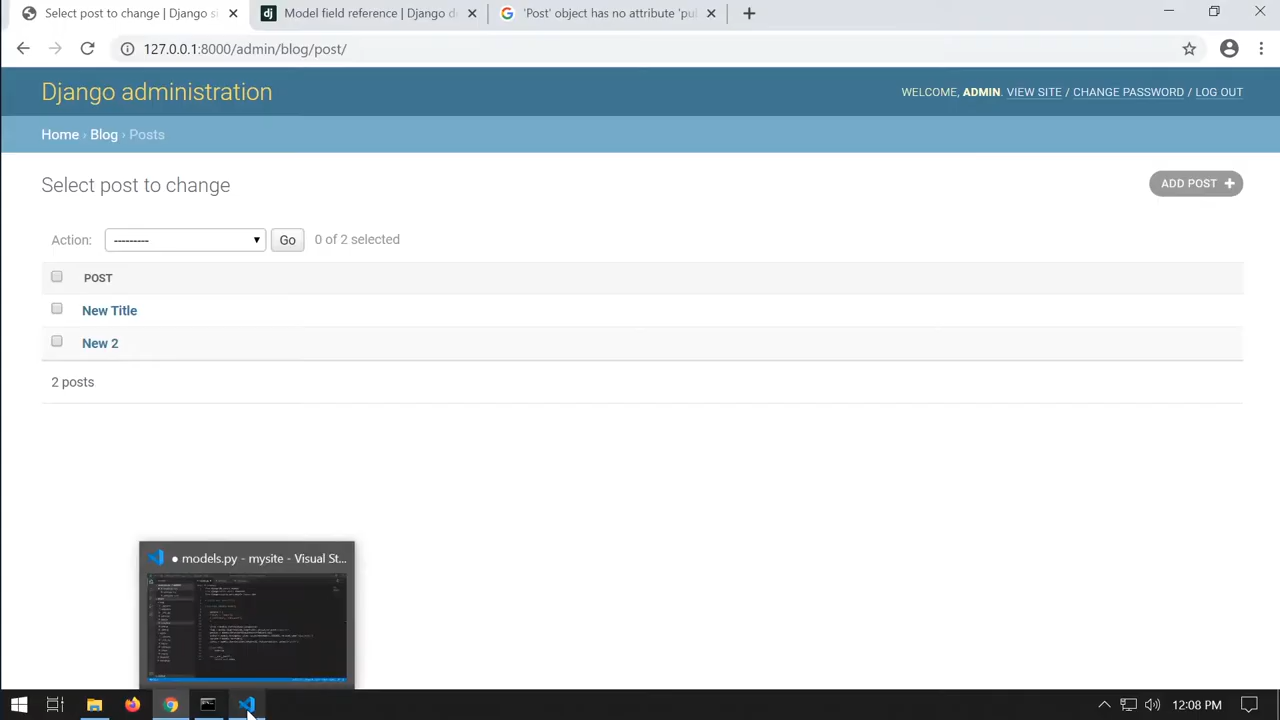 Select post to change | Django s
Model field reference | Django d
'Post' object has no attribute 'pul
127.0.0.1:8000/admin/blog/post/
Django administration
WELCOME, ADMIN. VIEW SITE / CHANGE PASSWORD / LOG OUT
Home › Blog › Posts
Select post to change
ADD POST +
Action: --------- Go 0 of 2 selected
POST
New Title
New 2
2 posts
● models.py - mysite - Visual St...
12:08 PM